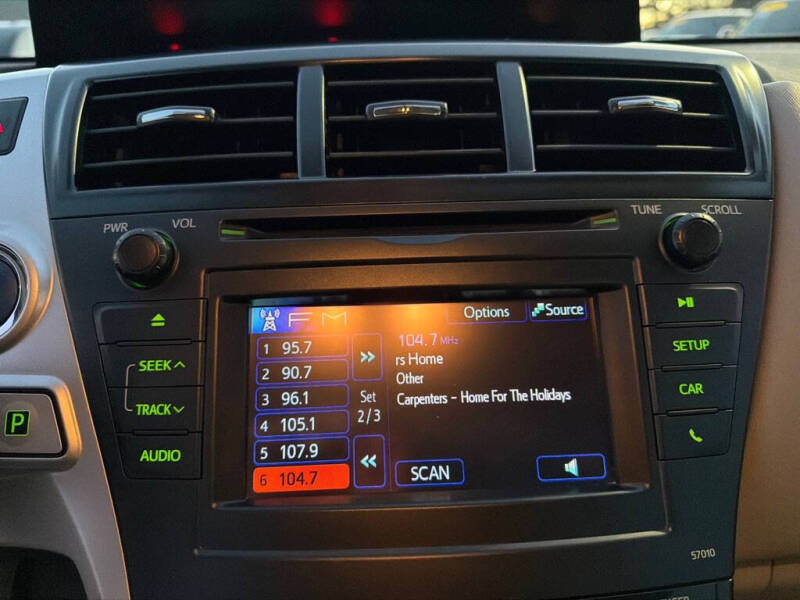 PWR
VOL
TUNE
SCROLL
FM
Options
Source
1 95.7
2 90.7
3 96.1
4 105.1
5 107.9
6 104.7
Set
2/3
104.7 MHz
rs Home
Other
Carpenters - Home For The Holidays
SCAN
SEEK
TRACK
AUDIO
SETUP
CAR
P
57010